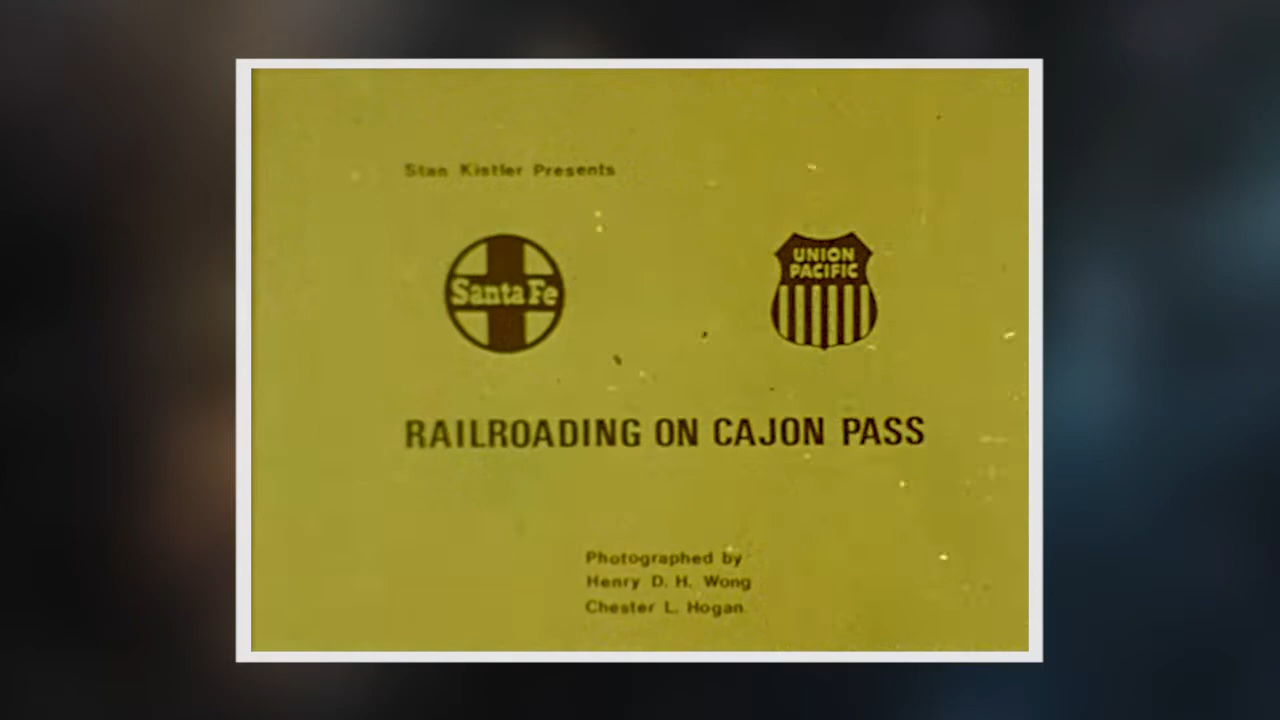 Stan Kistler Presents
Santa Fe
UNION
PACIFIC
RAILROADING ON CAJON PASS
Photographed by
Henry D. H. Wong
Chester L. Hogan